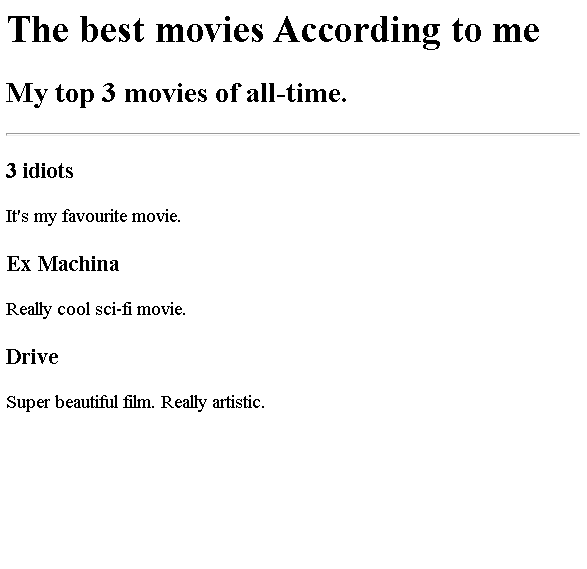 The best movies According to me
My top 3 movies of all-time.
3 idiots
It's my favourite movie.
Ex Machina
Really cool sci-fi movie.
Drive
Super beautiful film. Really artistic.